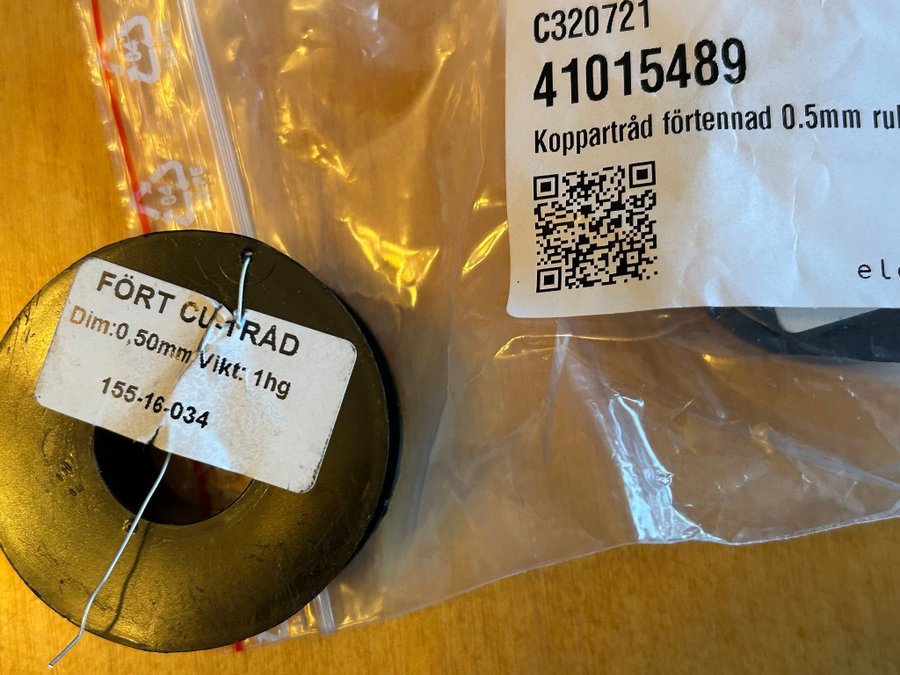 C320721
41015489
Koppartråd förtennad 0.5mm
FÖRT CU-TRÅD
Dim:0,50mm Vikt: 1hg
155-16-034